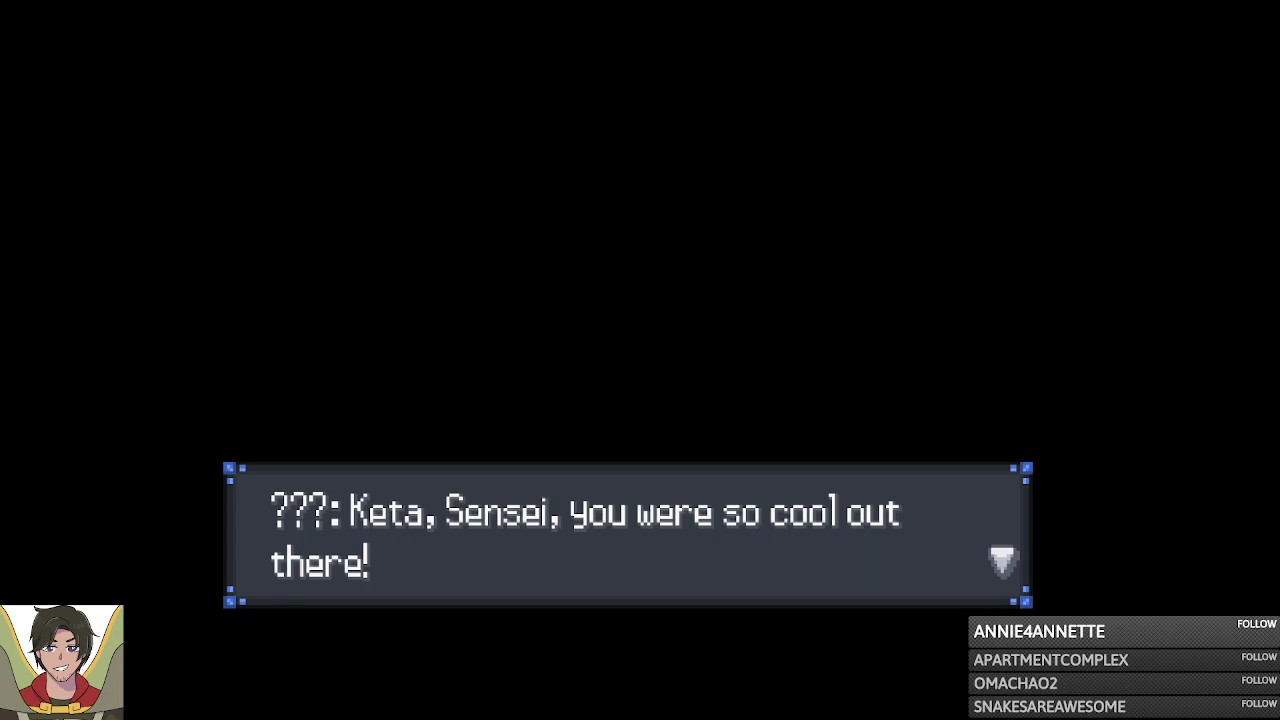 ???: Keta, Sensei, you were so cool out
there!
ANNIE4ANNETTE FOLLOW
APARTMENTCOMPLEX FOLLOW
OMACHAO2 FOLLOW
SNAKESAREAWESOME FOLLOW